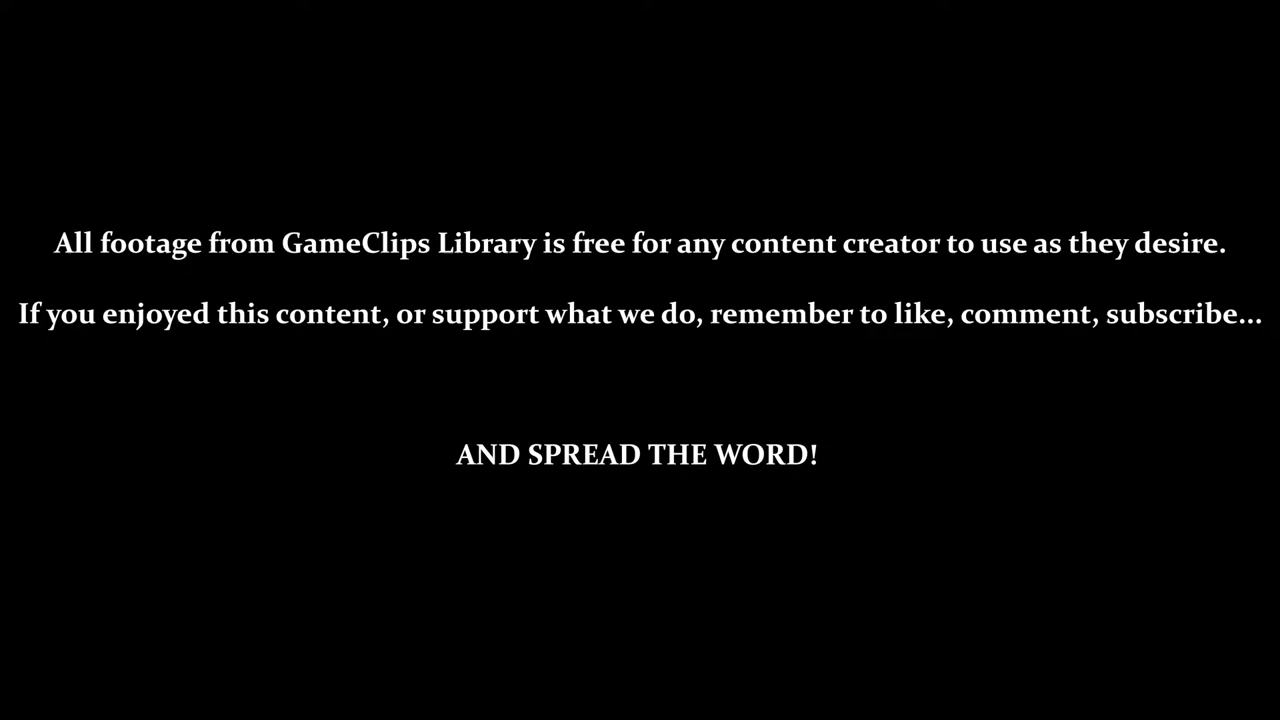 All footage from GameClips Library is free for any content creator to use as they desire.
If you enjoyed this content, or support what we do, remember to like, comment, subscribe...
AND SPREAD THE WORD!